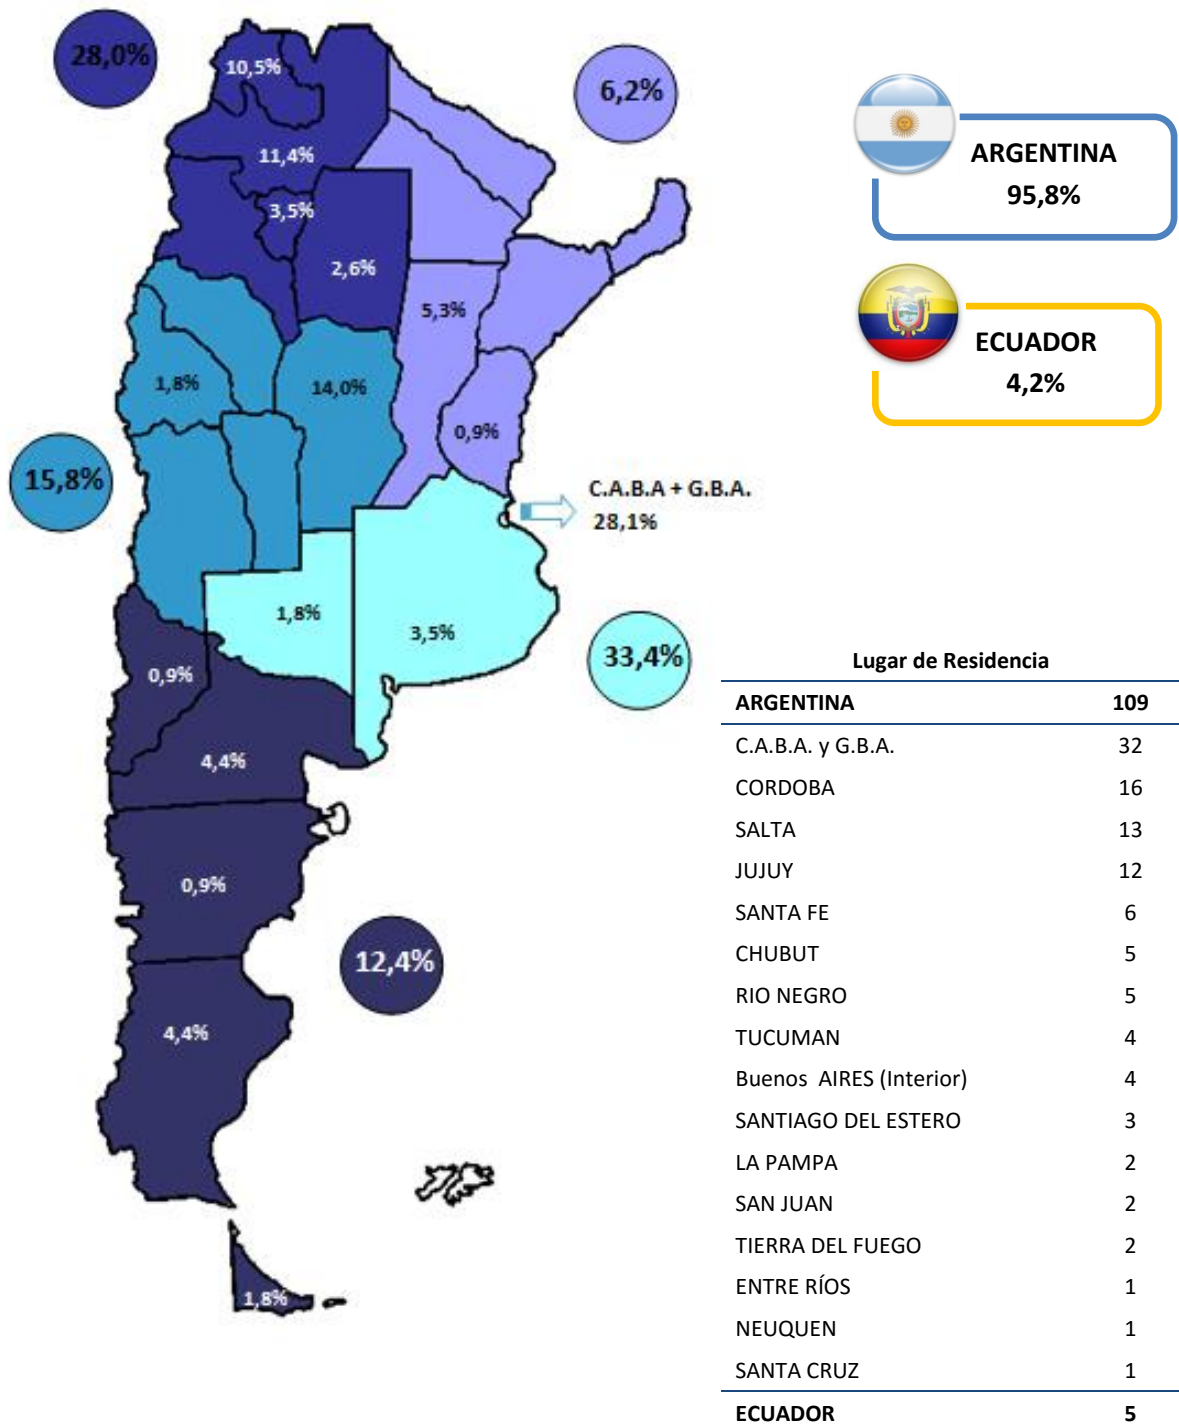 28,0%
10,5%
6,2%
11,4%
3,5%
2,6%
5,3%
1,8%
14,0%
0,9%
15,8%
C.A.B.A + G.B.A.
28,1%
1,8%
3,5%
33,4%
0,9%
4,4%
0,9%
12,4%
4,4%
1,8%
ARGENTINA
95,8%
ECUADOR
4,2%
Lugar de Residencia
ARGENTINA 109
C.A.B.A. y G.B.A. 32
CORDOBA 16
SALTA 13
JUJUY 12
SANTA FE 6
CHUBUT 5
RIO NEGRO 5
TUCUMAN 4
Buenos AIRES (Interior) 4
SANTIAGO DEL ESTERO 3
LA PAMPA 2
SAN JUAN 2
TIERRA DEL FUEGO 2
ENTRE RÍOS 1
NEUQUEN 1
SANTA CRUZ 1
ECUADOR 5